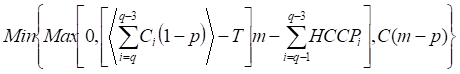 Min{Max[0,[⟨∑_{i=q}^{q-3} C_i(1-p)⟩-T]m-∑_{i=q-1}^{q-3} HCCP_i],C(m-p)}